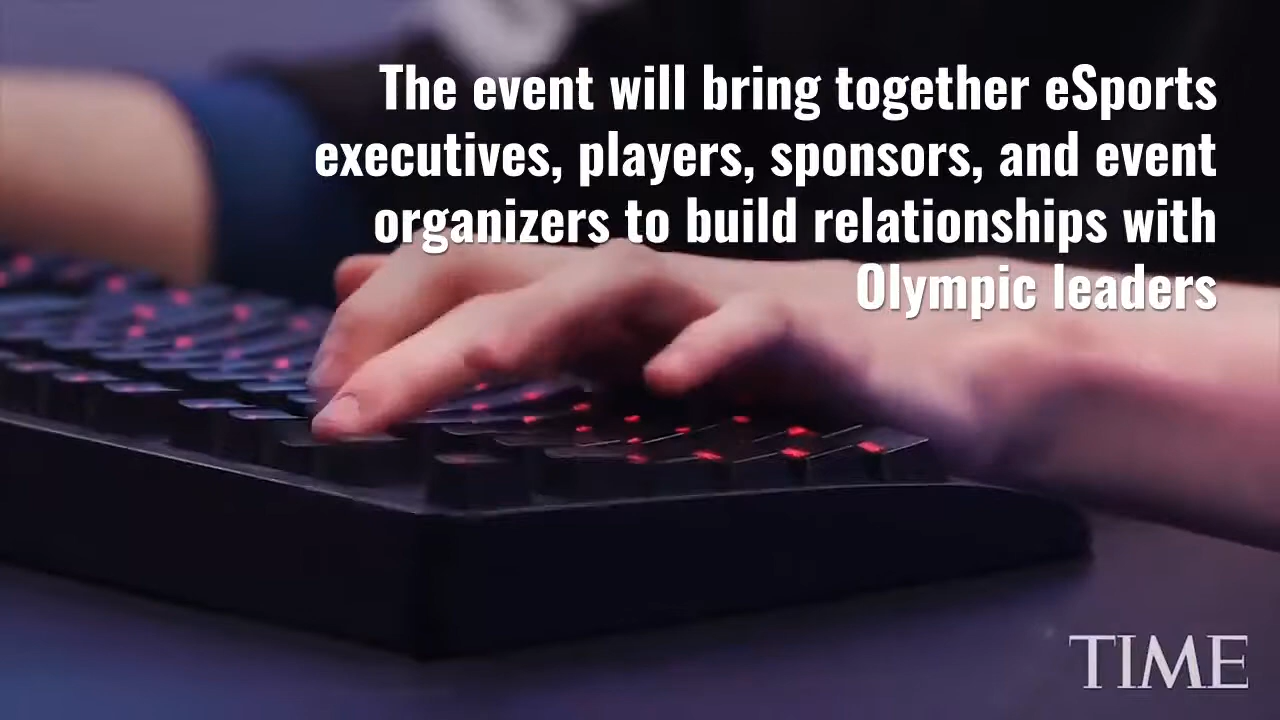 The event will bring together eSports
executives, players, sponsors, and event
organizers to build relationships with
Olympic leaders
TIME